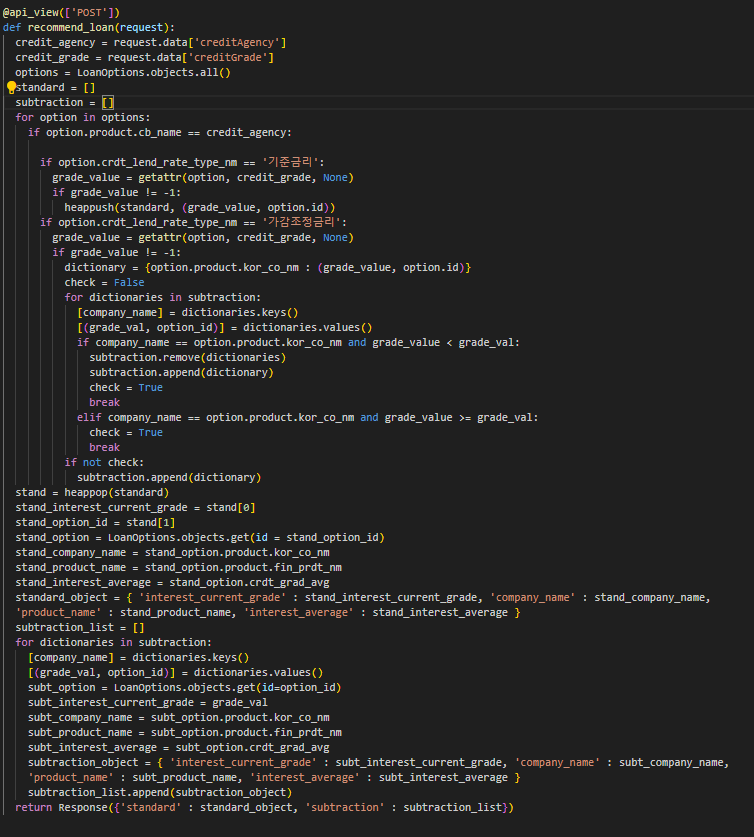 @api_view(['POST'])
def recommend_loan(request):
  credit_agency = request.data['creditAgency']
  credit_grade = request.data['creditGrade']
  options = LoanOptions.objects.all()
  standard = []
  subtraction = []
  for option in options:
    if option.product.cb_name == credit_agency:

      if option.crdt_lend_rate_type_nm == '기준금리':
        grade_value = getattr(option, credit_grade, None)
        if grade_value != -1:
          heappush(standard, (grade_value, option.id))
      if option.crdt_lend_rate_type_nm == '가감조정금리':
        grade_value = getattr(option, credit_grade, None)
        if grade_value != -1:
          dictionary = {option.product.kor_co_nm : (grade_value, option.id)}
          check = False
          for dictionaries in subtraction:
            [company_name] = dictionaries.keys()
            [(grade_val, option_id)] = dictionaries.values()
            if company_name == option.product.kor_co_nm and grade_value < grade_val:
              subtraction.remove(dictionaries)
              subtraction.append(dictionary)
              check = True
              break
            elif company_name == option.product.kor_co_nm and grade_value >= grade_val:
              check = True
              break
          if not check:
            subtraction.append(dictionary)
  stand = heappop(standard)
  stand_interest_current_grade = stand[0]
  stand_option_id = stand[1]
  stand_option = LoanOptions.objects.get(id = stand_option_id)
  stand_company_name = stand_option.product.kor_co_nm
  stand_product_name = stand_option.product.fin_prdt_nm
  stand_interest_average = stand_option.crdt_grad_avg
  standard_object = { 'interest_current_grade' : stand_interest_current_grade, 'company_name' : stand_company_name,
  'product_name' : stand_product_name, 'interest_average' : stand_interest_average }
  subtraction_list = []
  for dictionaries in subtraction:
    [company_name] = dictionaries.keys()
    [(grade_val, option_id)] = dictionaries.values()
    subt_option = LoanOptions.objects.get(id=option_id)
    subt_interest_current_grade = grade_val
    subt_company_name = subt_option.product.kor_co_nm
    subt_product_name = subt_option.product.fin_prdt_nm
    subt_interest_average = subt_option.crdt_grad_avg
    subtraction_object = { 'interest_current_grade' : subt_interest_current_grade, 'company_name' : subt_company_name,
    'product_name' : subt_product_name, 'interest_average' : subt_interest_average }
    subtraction_list.append(subtraction_object)
  return Response({'standard' : standard_object, 'subtraction' : subtraction_list})